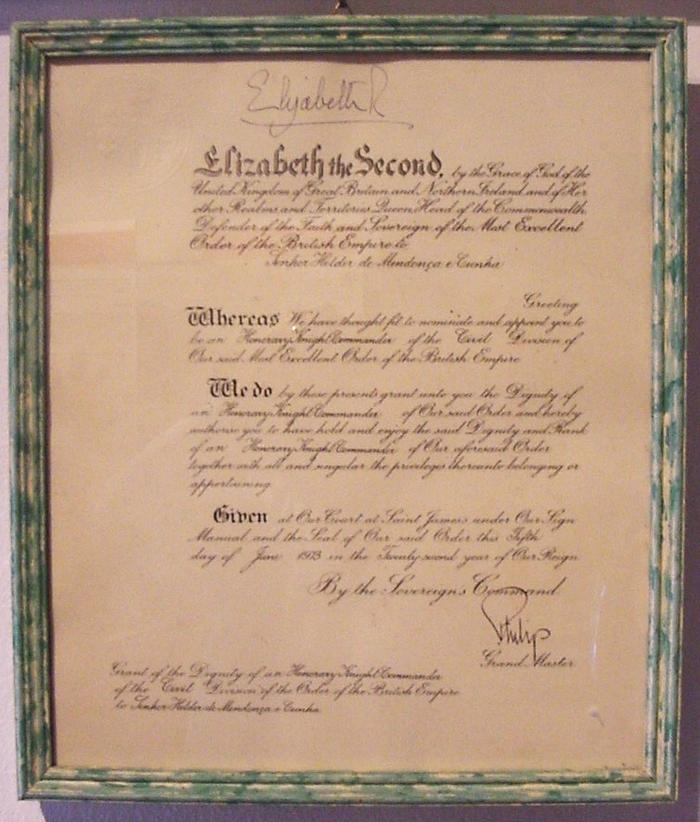 Elizabeth R
Elizabeth the Second, by the Grace of God of the
United Kingdom of Great Britain and Northern Ireland and of Her
other Realms and Territories Queen, Head of the Commonwealth,
Defender of the Faith and Sovereign of the Most Excellent
Order of the British Empire to
Senhor Helder de Mendonça e Cunha
Greeting
Whereas We have thought fit to nominate and appoint you to
be an Honorary Knight Commander of the Civil Division of
Our said Most Excellent Order of the British Empire
We do by these presents grant unto you the Dignity of
an Honorary Knight Commander of Our said Order and hereby
authorise you to have hold and enjoy the said Dignity and Rank
of an Honorary Knight Commander of Our aforesaid Order
together with all and singular the privileges thereunto belonging or
appertaining.
Given at Our Court at Saint James's under Our Sign
Manual and the Seal of Our said Order this Fifth
day of June 1973 in the Twenty second year of Our Reign
By the Sovereign's Command.
Philip
Grand Master
Grant of the Dignity of an Honorary Knight Commander
of the Civil Division of the Order of the British Empire
to Senhor Helder de Mendonça e Cunha